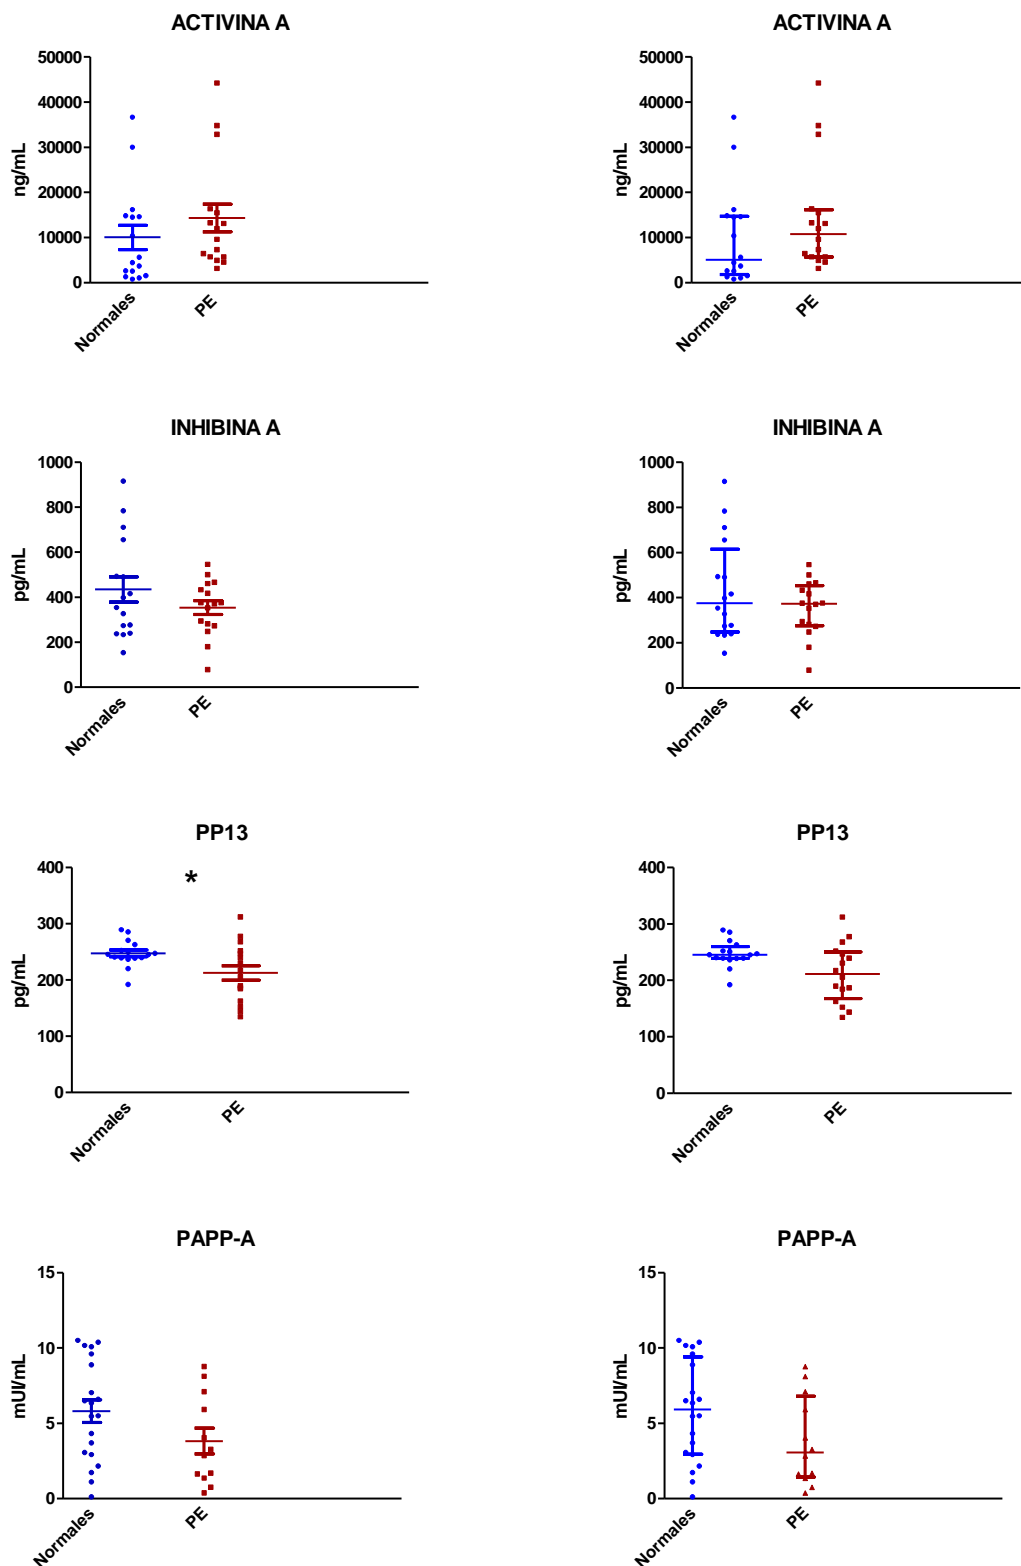 ACTIVINA A
50000
40000
30000
20000
10000
0
ng/mL
Normales
PE
ACTIVINA A
50000
40000
30000
20000
10000
0
ng/mL
Normales
PE
INHIBINA A
1000
800
600
400
200
0
pg/mL
Normales
PE
INHIBINA A
1000
800
600
400
200
0
pg/mL
Normales
PE
PP13
400
300
200
100
0
pg/mL
*
Normales
PE
PP13
400
300
200
100
0
pg/mL
Normales
PE
PAPP-A
15
10
5
0
mUI/mL
Normales
PE
PAPP-A
15
10
5
0
mUI/mL
Normales
PE